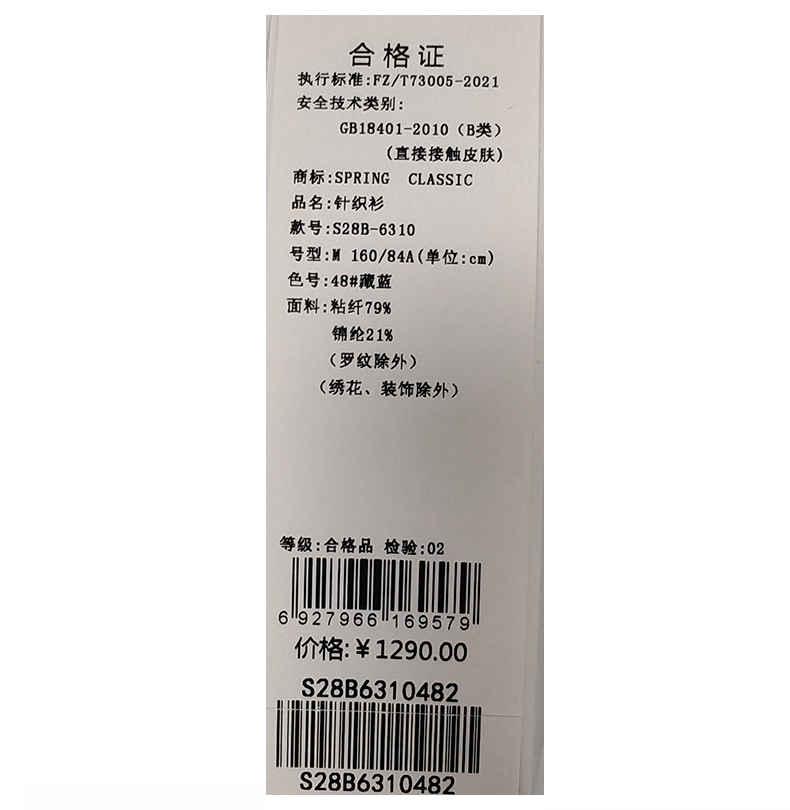 合格证
执行标准:FZ/T73005-2021
安全技术类别:
GB18401-2010（B类）
(直接接触皮肤)
商标:SPRING CLASSIC
品名:针织衫
款号:S28B-6310
号型:M 160/84A(单位:cm)
色号:48#藏蓝
面料:粘纤79%
锦纶21%
（罗纹除外）
（绣花、装饰除外）
等级:合格品 检验:02
6 927966 169579
价格:￥1290.00
S28B6310482
S28B6310482